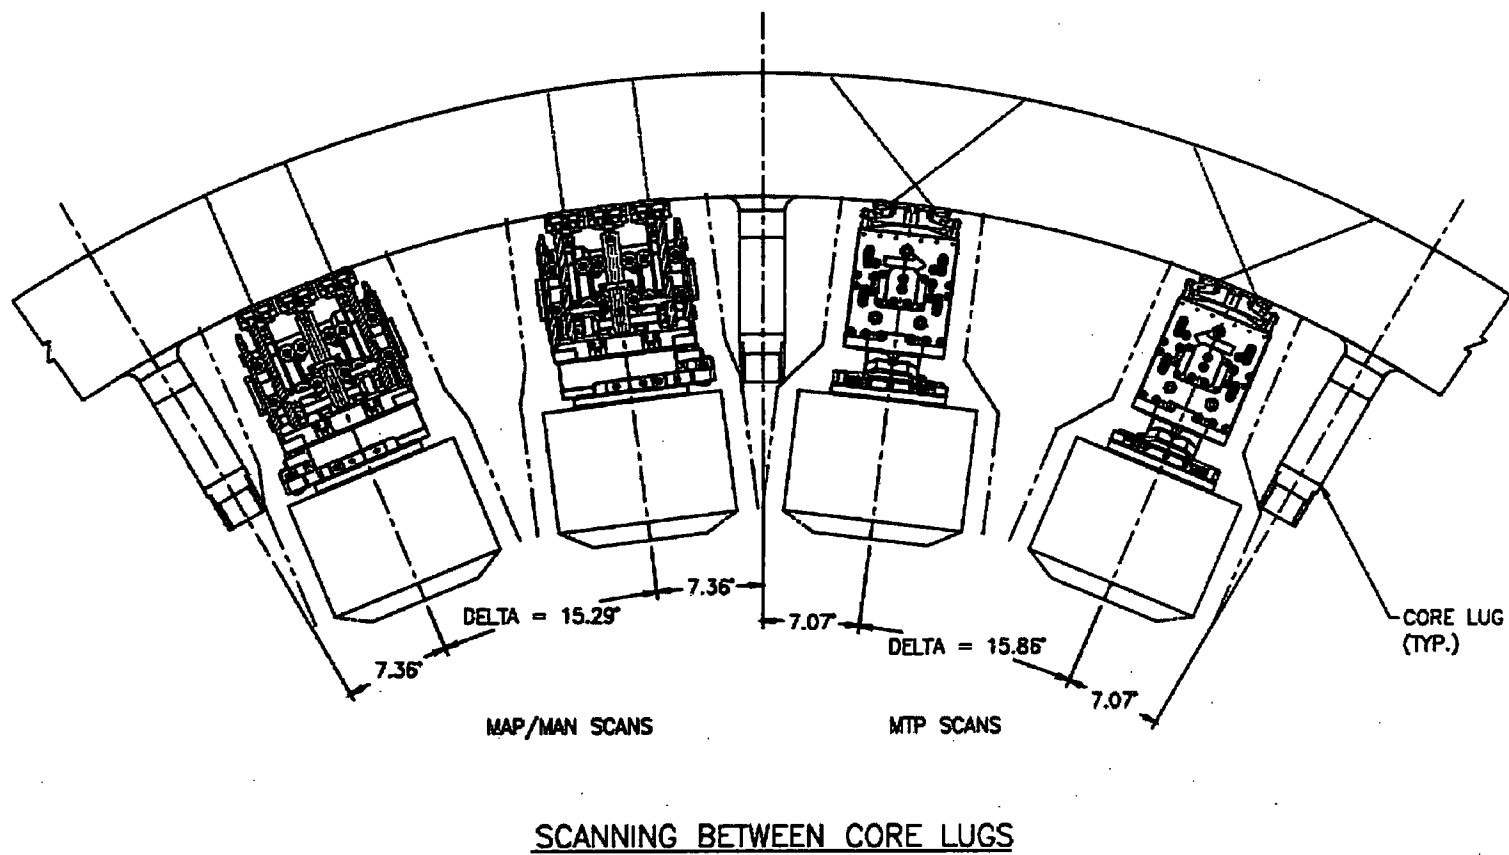 7.36°
DELTA = 15.29°
7.36°
7.07°
DELTA = 15.86°
7.07°
CORE LUG
(TYP.)
MAP/MAN SCANS
MTP SCANS
SCANNING BETWEEN CORE LUGS